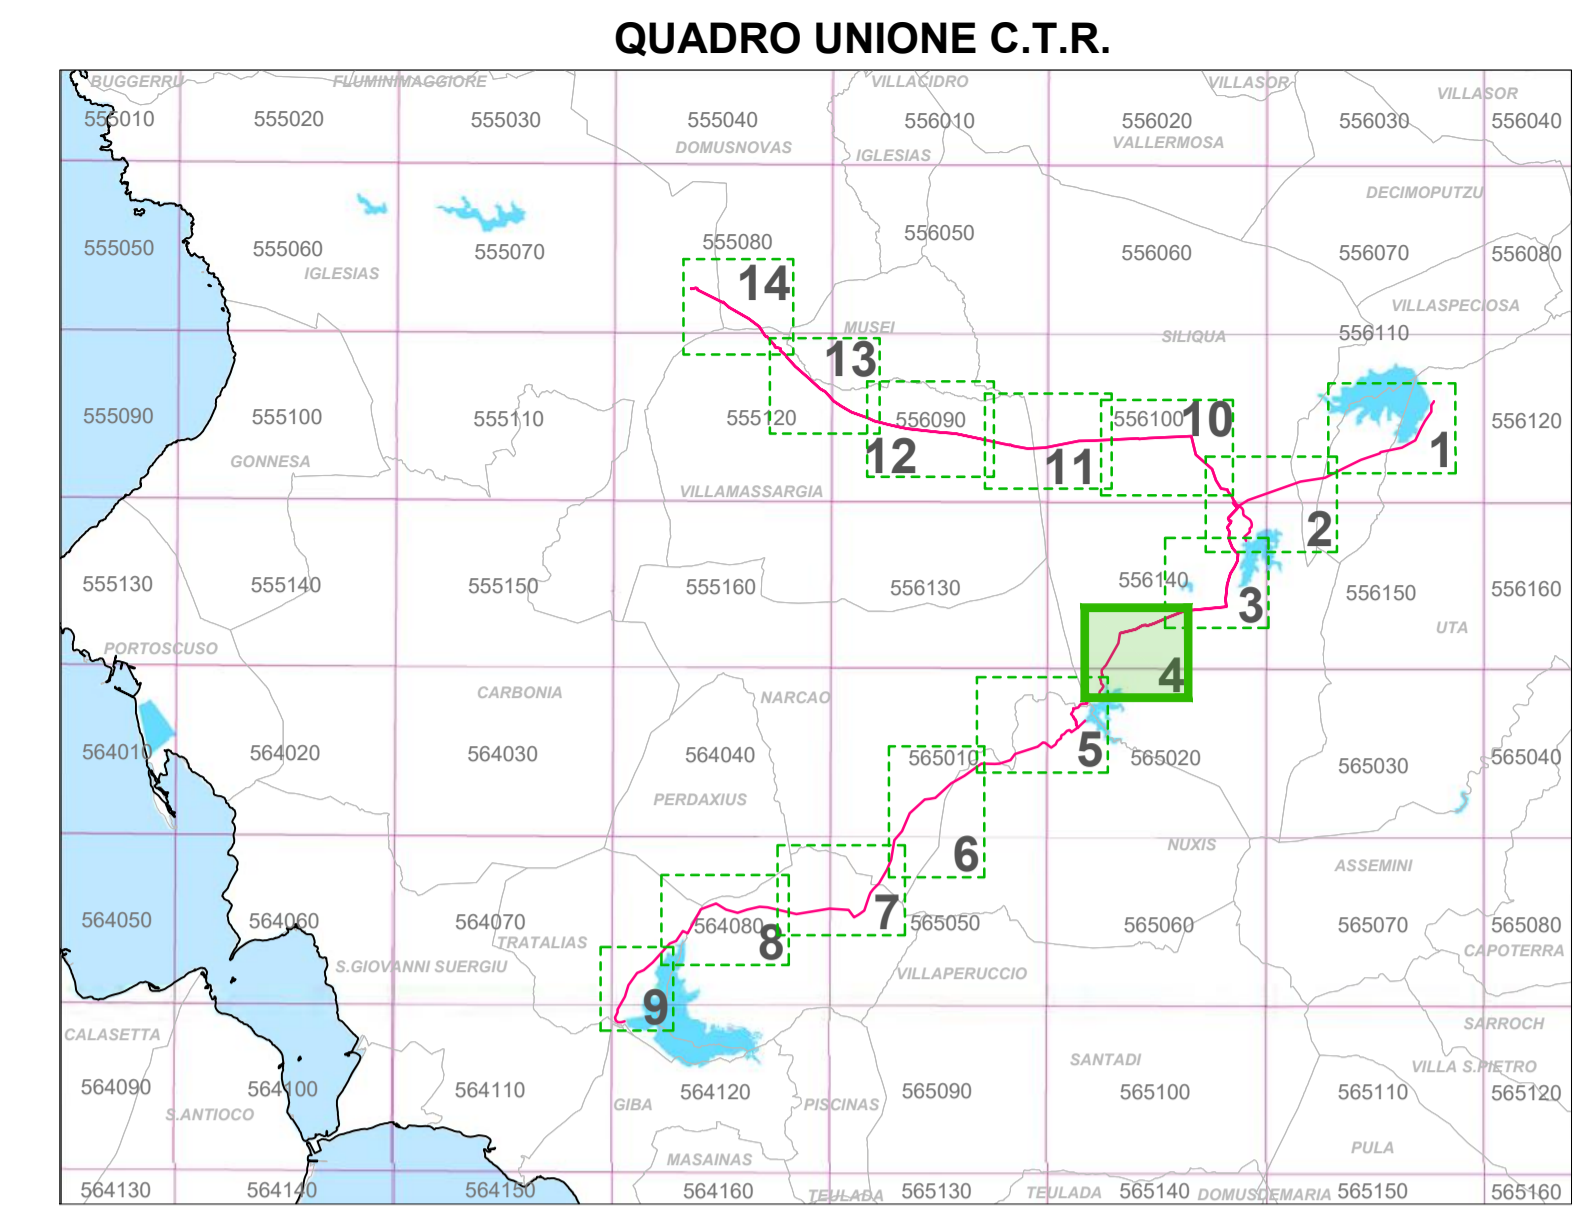 QUADRO UNIONE C.T.R.
BUGGERRU FLUMINIMAGGIORE VILLACIDRO VILLASOR VILLASOR
555010 555020 555030 555040 556010 556020 556030 556040
DOMUSNOVAS IGLESIAS VALLERMOSA
DECIMOPUTZU
555050 555060 555070 555080 556050 556060 556070 556080
IGLESIAS
14
VILLASPECIOSA
MUSEI SILIQUA 556110
13
555090 555100 555110 555120 556090 556100 10 556120
12 11 1
GONNESA
VILLAMASSARGIA
2
555130 555140 555150 555160 556130 556140 556150 556160
3
UTA
PORTOSCUSO
4
CARBONIA NARCAO
564010 564020 564030 564040 565010 5 565020 565030 565040
PERDAXIUS
6 NUXIS
ASSEMINI
564050 564060 564070 564080 8 7 565050 565060 565070 565080
TRATALIAS CAPOTERRA
S.GIOVANNI SUERGIU VILLAPERUCCIO
9
CALASETTA SARROCH
SANTADI VILLA S.PIETRO
564090 564100 564110 564120 565090 565100 565110 565120
S.ANTIOCO GIBA PISCINAS
PULA
MASAINAS
564130 564140 564150 564160 TEULADA 565130 TEULADA 565140 DOMUSDEMARIA 565150 565160